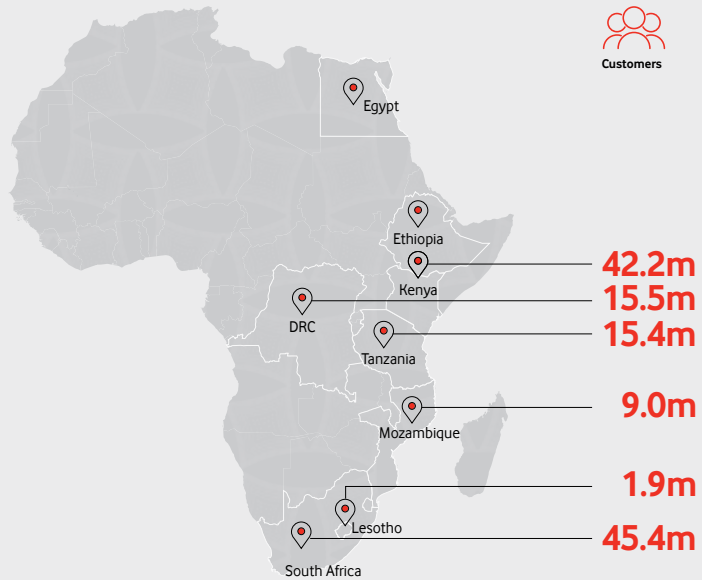 Customers
Egypt
Ethiopia
42.2m
Kenya
15.5m
DRC
15.4m
Tanzania
9.0m
Mozambique
1.9m
Lesotho
45.4m
South Africa